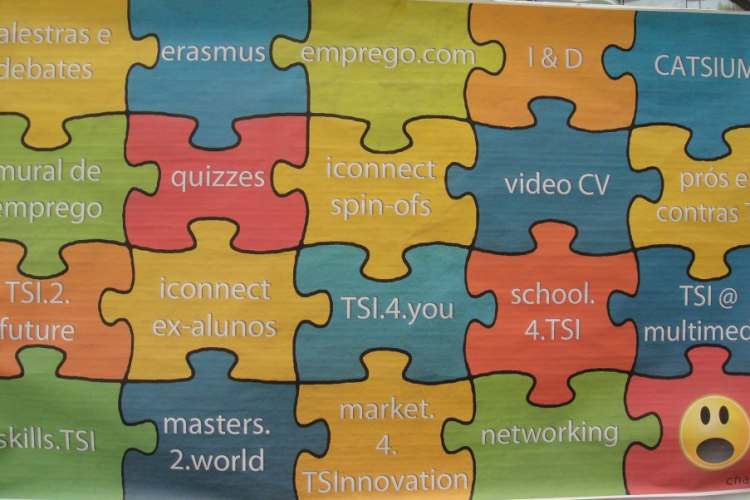 alestras e
debates
erasmus
emprego.com
I & D
CATSIUM
mural de
emprego
quizzes
iconnect
spin-ofs
video CV
prós e
contras T
TSI.2.
future
iconnect
ex-alunos
TSI.4.you
school.
4.TSI
TSI @
multimed
skills.TSI
masters.
2.world
market.
4.
TSInnovation
networking
cha